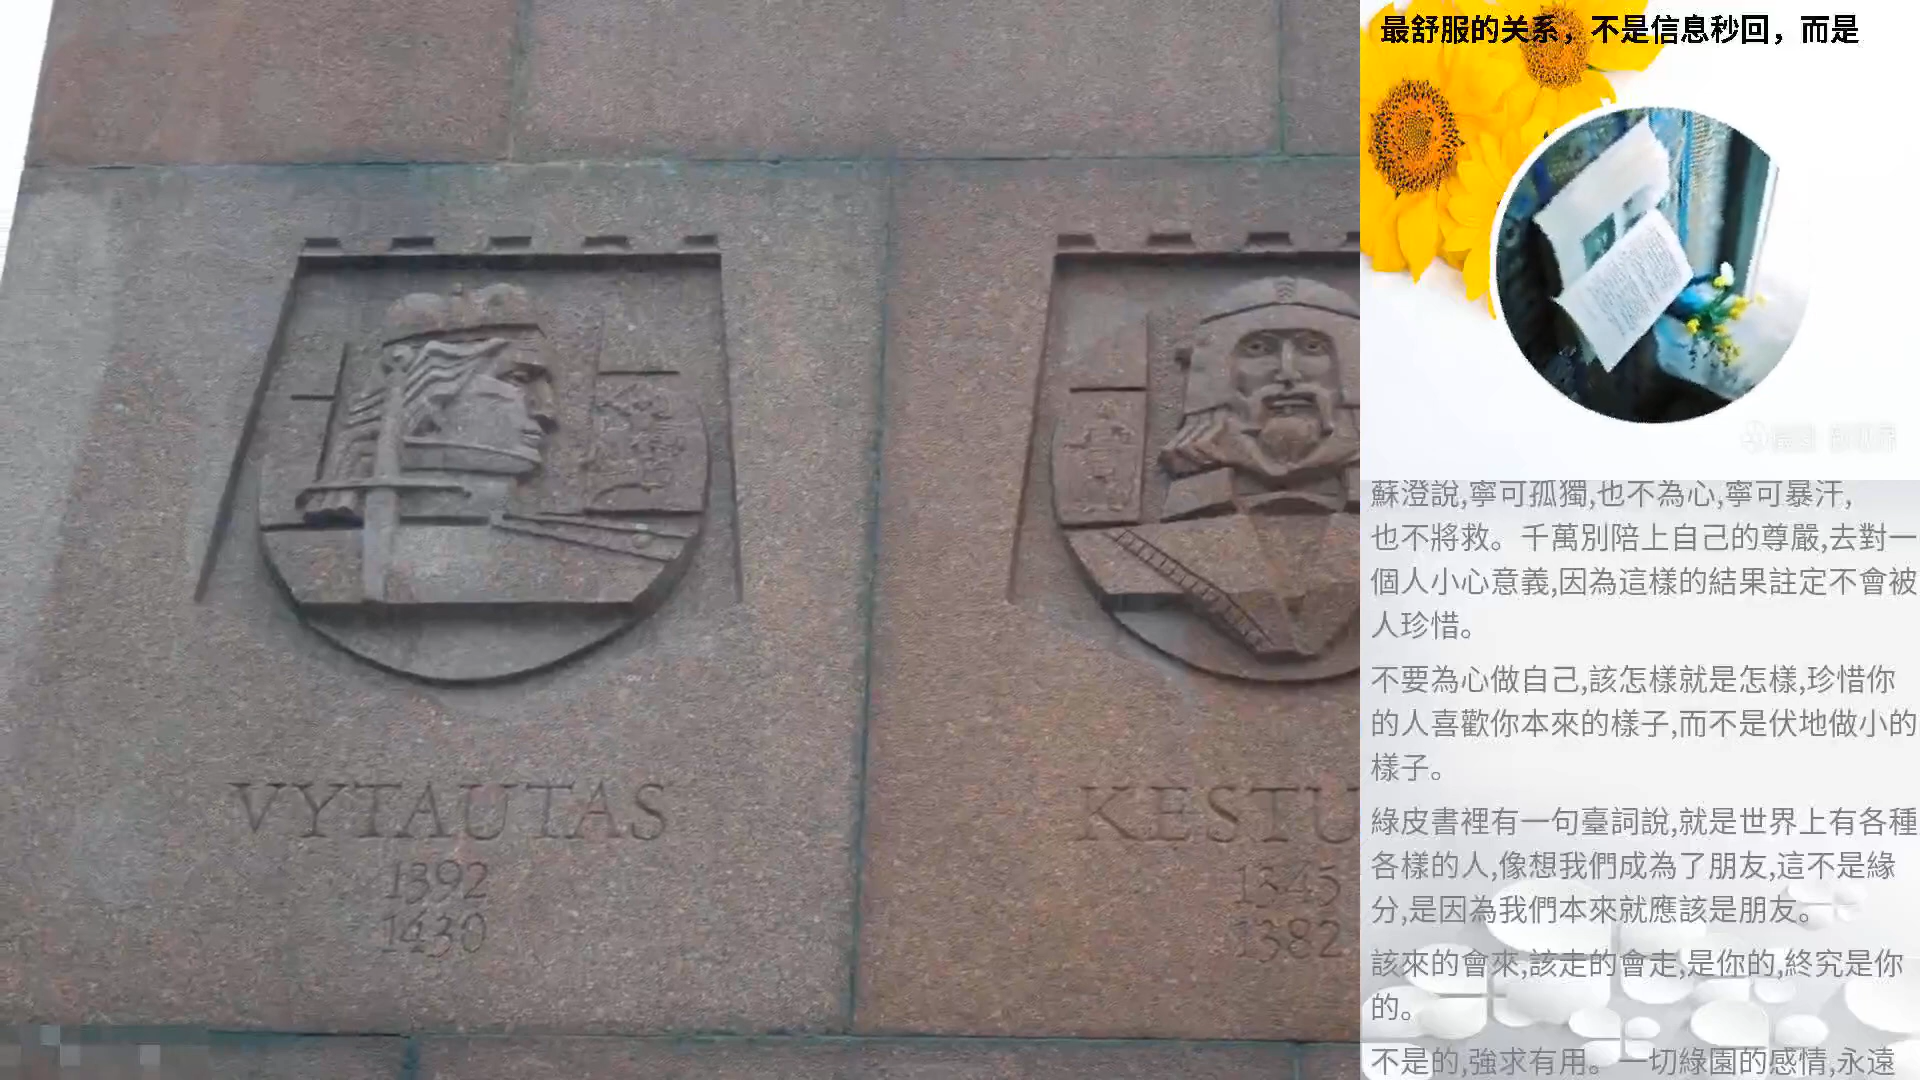 VYTAUTAS
1392
1430
KESTU
1345
1382
最舒服的关系，不是信息秒回，而是
蘇澄說,寧可孤獨,也不為心,寧可暴汗,
也不將救。千萬別陪上自己的尊嚴,去對一
個人小心意義,因為這樣的結果註定不會被
人珍惜。
不要為心做自己,該怎樣就是怎樣,珍惜你
的人喜歡你本來的樣子,而不是伏地做小的
樣子。
綠皮書裡有一句臺詞說,就是世界上有各種
各樣的人,像想我們成為了朋友,這不是緣
分,是因為我們本來就應該是朋友。
該來的會來,該走的會走,是你的,終究是你
的。
不是的,強求有用。一切綠園的感情,永遠